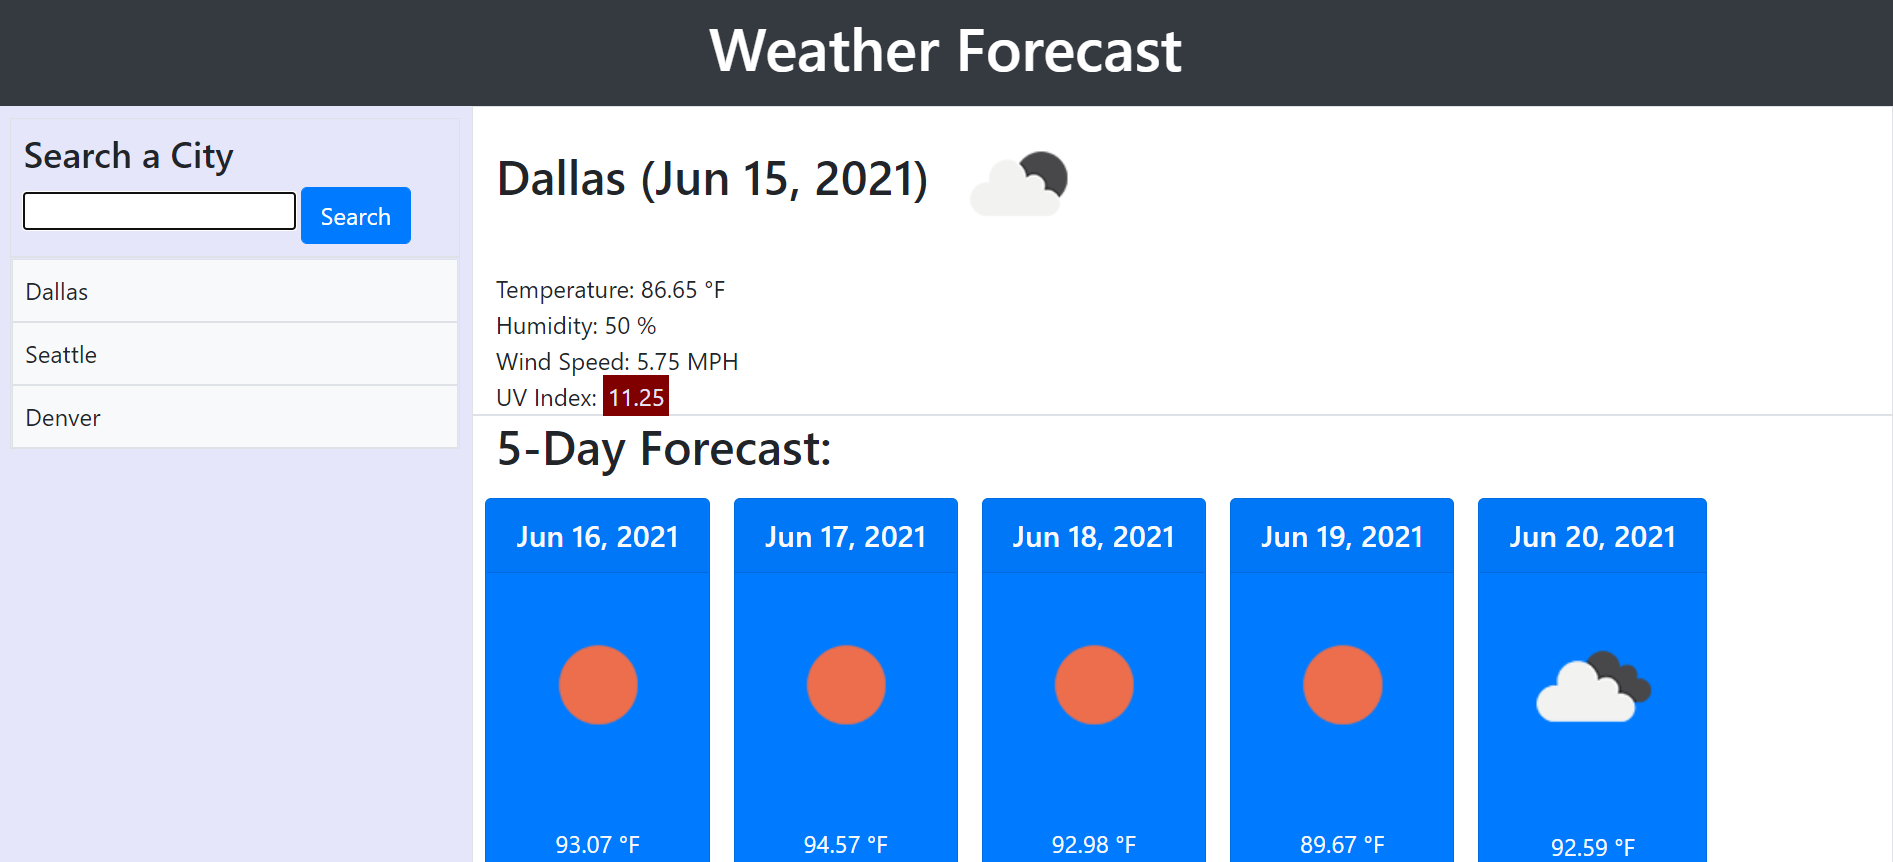 Weather Forecast
Search a City
Search
Dallas
Seattle
Denver
Dallas (Jun 15, 2021)
Temperature: 86.65 °F
Humidity: 50 %
Wind Speed: 5.75 MPH
UV Index: 11.25
5-Day Forecast:
Jun 16, 2021
93.07 °F
Jun 17, 2021
94.57 °F
Jun 18, 2021
92.98 °F
Jun 19, 2021
89.67 °F
Jun 20, 2021
92.59 °F